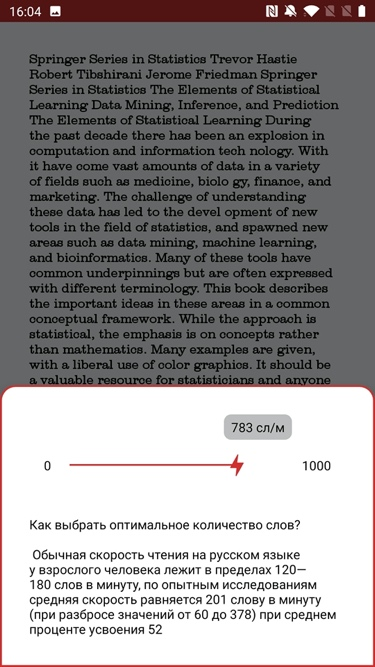 16:04
Springer Series in Statistics Trevor Hastie
Robert Tibshirani Jerome Friedman Springer
Series in Statistics The Elements of Statistical
Learning Data Mining, Inference, and Prediction
The Elements of Statistical Learning During
the past decade there has been an explosion in
computation and information tech nology. With
it have come vast amounts of data in a variety
of fields such as medicine, biolo gy, finance, and
marketing. The challenge of understanding
these data has led to the devel opment of new
tools in the field of statistics, and spawned new
areas such as data mining, machine learning,
and bioinformatics. Many of these tools have
common underpinnings but are often expressed
with different terminology. This book describes
the important ideas in these areas in a common
conceptual framework. While the approach is
statistical, the emphasis is on concepts rather
than mathematics. Many examples are given,
with a liberal use of color graphics. It should be
a valuable resource for statisticians and anyone
783 сл/м
0 1000
Как выбрать оптимальное количество слов?
Обычная скорость чтения на русском языке
у взрослого человека лежит в пределах 120—
180 слов в минуту, по опытным исследованиям
средняя скорость равняется 201 слову в минуту
(при разбросе значений от 60 до 378) при среднем
проценте усвоения 52